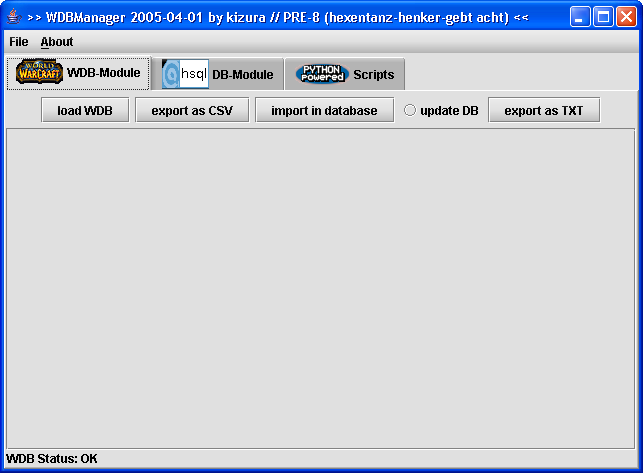 >> WDBManager 2005-04-01 by kizura // PRE-8 (hexentanz-henker-gebt acht) <<
File About
WORLD WARCRAFT WDB-Module hsql DB-Module PYTHON Powered Scripts
load WDB export as CSV import in database update DB export as TXT
WDB Status: OK